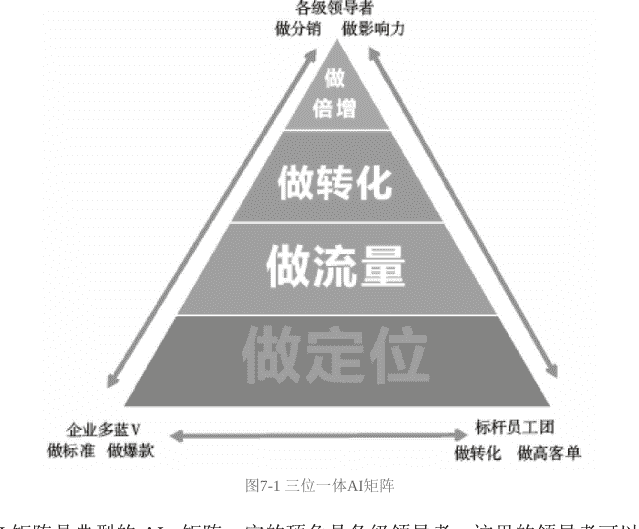 各级领导者
做分销 做影响力
做
倍增
做转化
做流量
做定位
企业多蓝V
做标准 做爆款
标杆员工团
做转化 做高客单
图7-1 三位一体AI矩阵